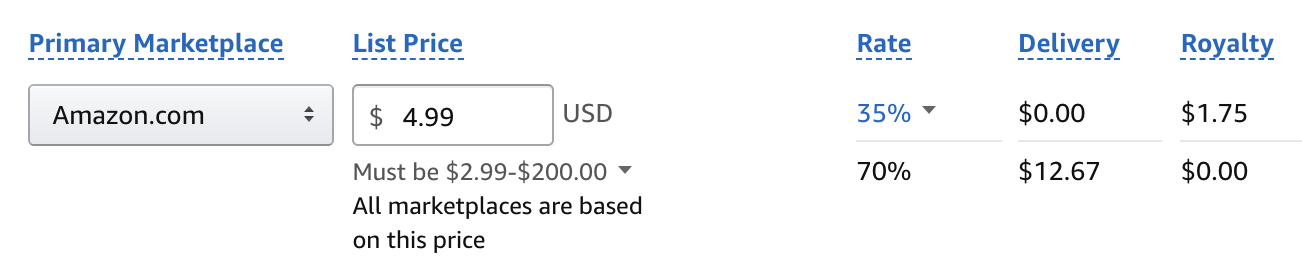 Primary Marketplace List Price Rate Delivery Royalty
Amazon.com $ 4.99 USD 35% $0.00 $1.75
Must be $2.99-$200.00 70% $12.67 $0.00
All marketplaces are based
on this price